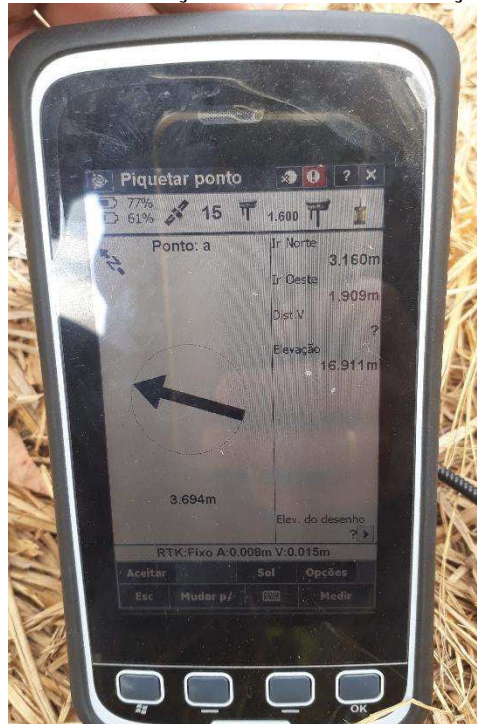 Piquetar ponto ? X
77%
61% 15 1.600
Ponto: a
N
Ir Norte
3.160m
Ir Oeste
1.909m
Dist V
?
Elevação
16.911m
3.694m
Elev. do desenho
?
RTK:Fixo A:0.008m V:0.015m
Aceitar Sol Opções
Esc Mudar p/ Medir
OK